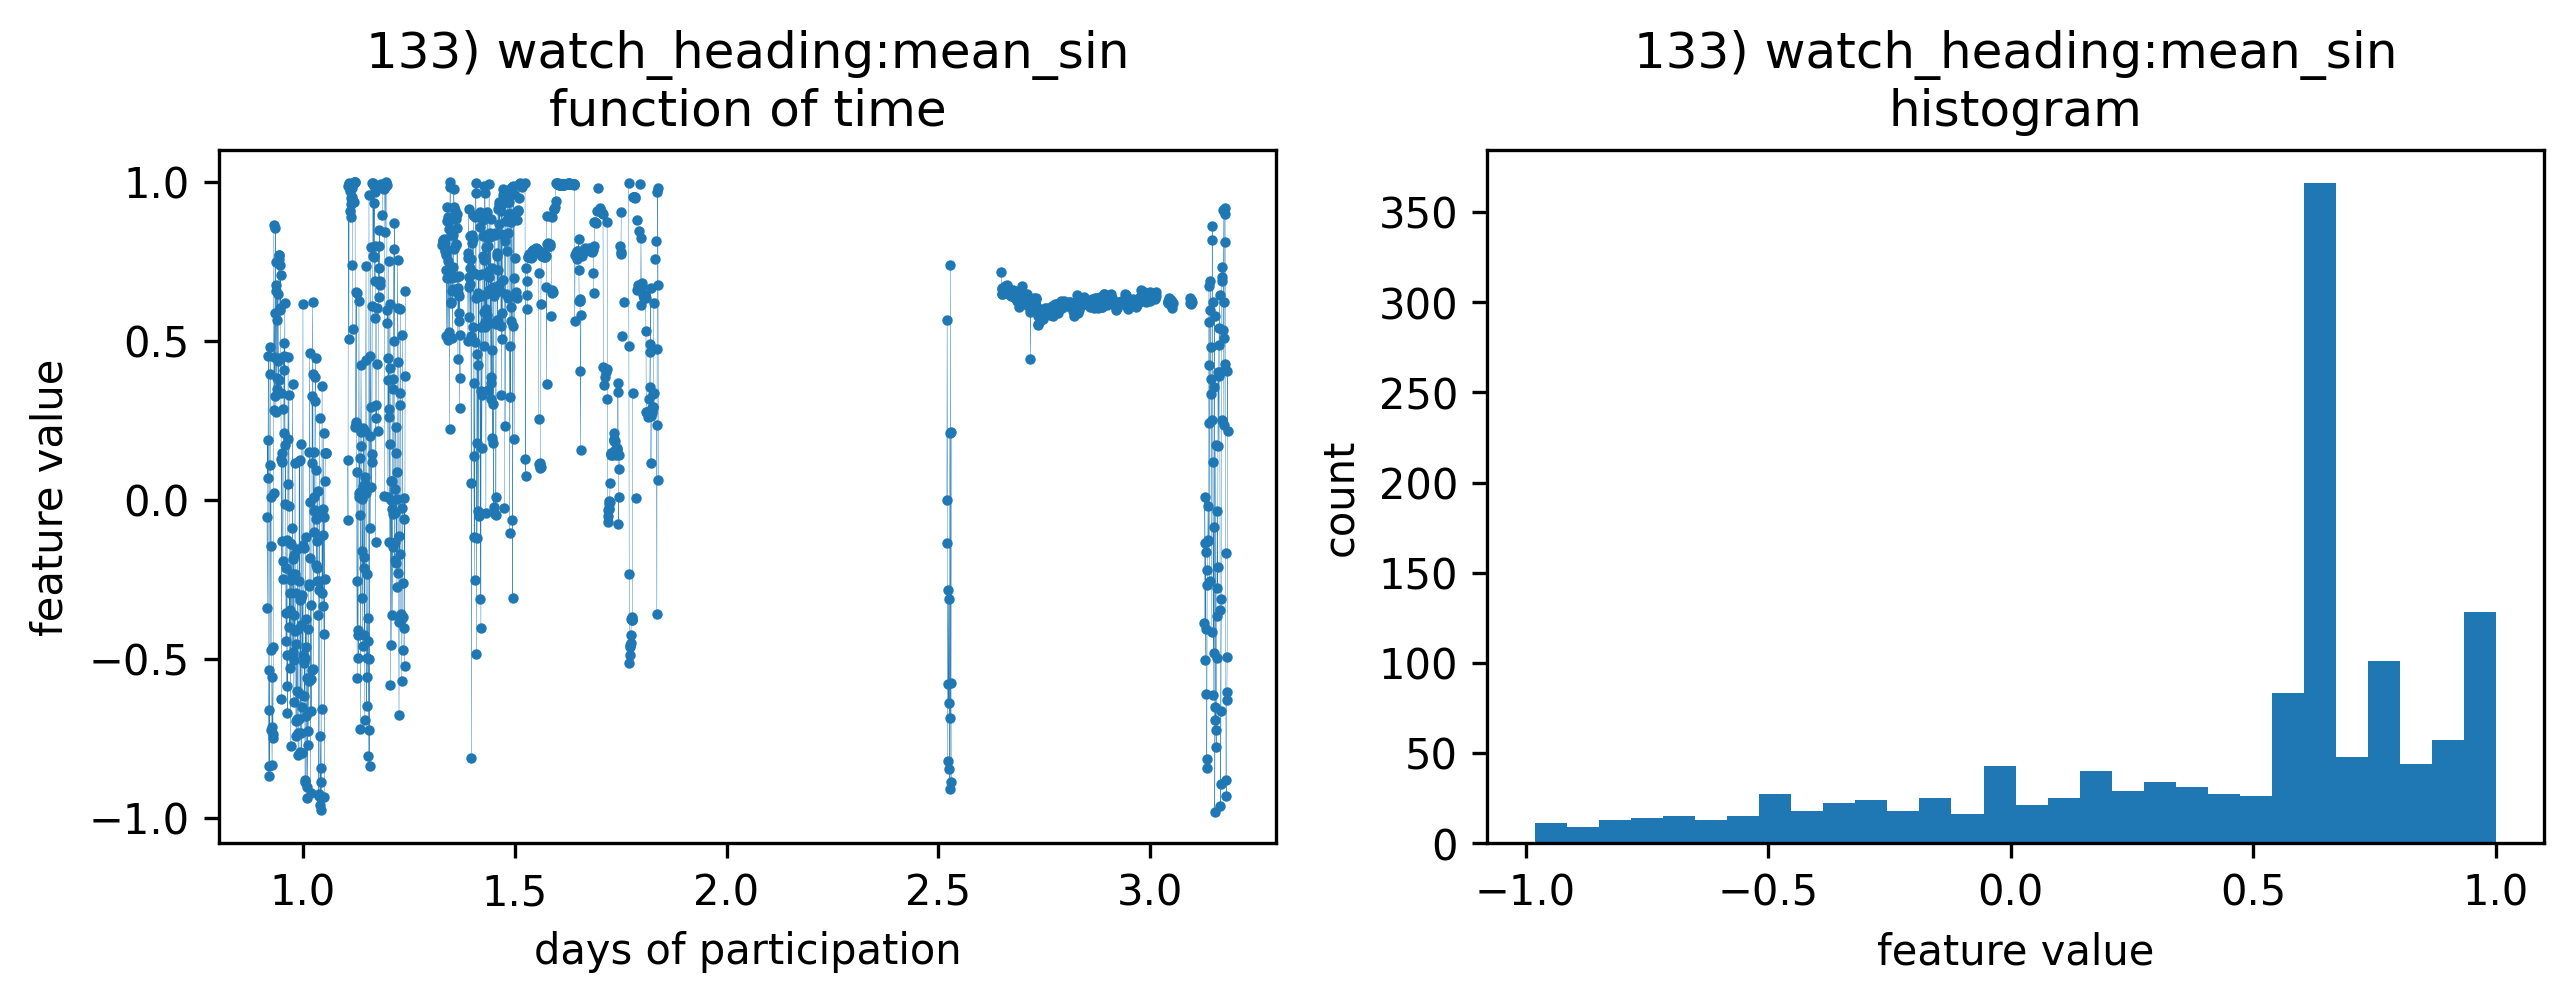 133) watch_heading:mean_sin
function of time
1.0
0.5
0.0
−0.5
−1.0
feature value
1.0 1.5 2.0 2.5 3.0
days of participation
133) watch_heading:mean_sin
histogram
350
300
250
200
150
100
50
0
count
−1.0 −0.5 0.0 0.5 1.0
feature value